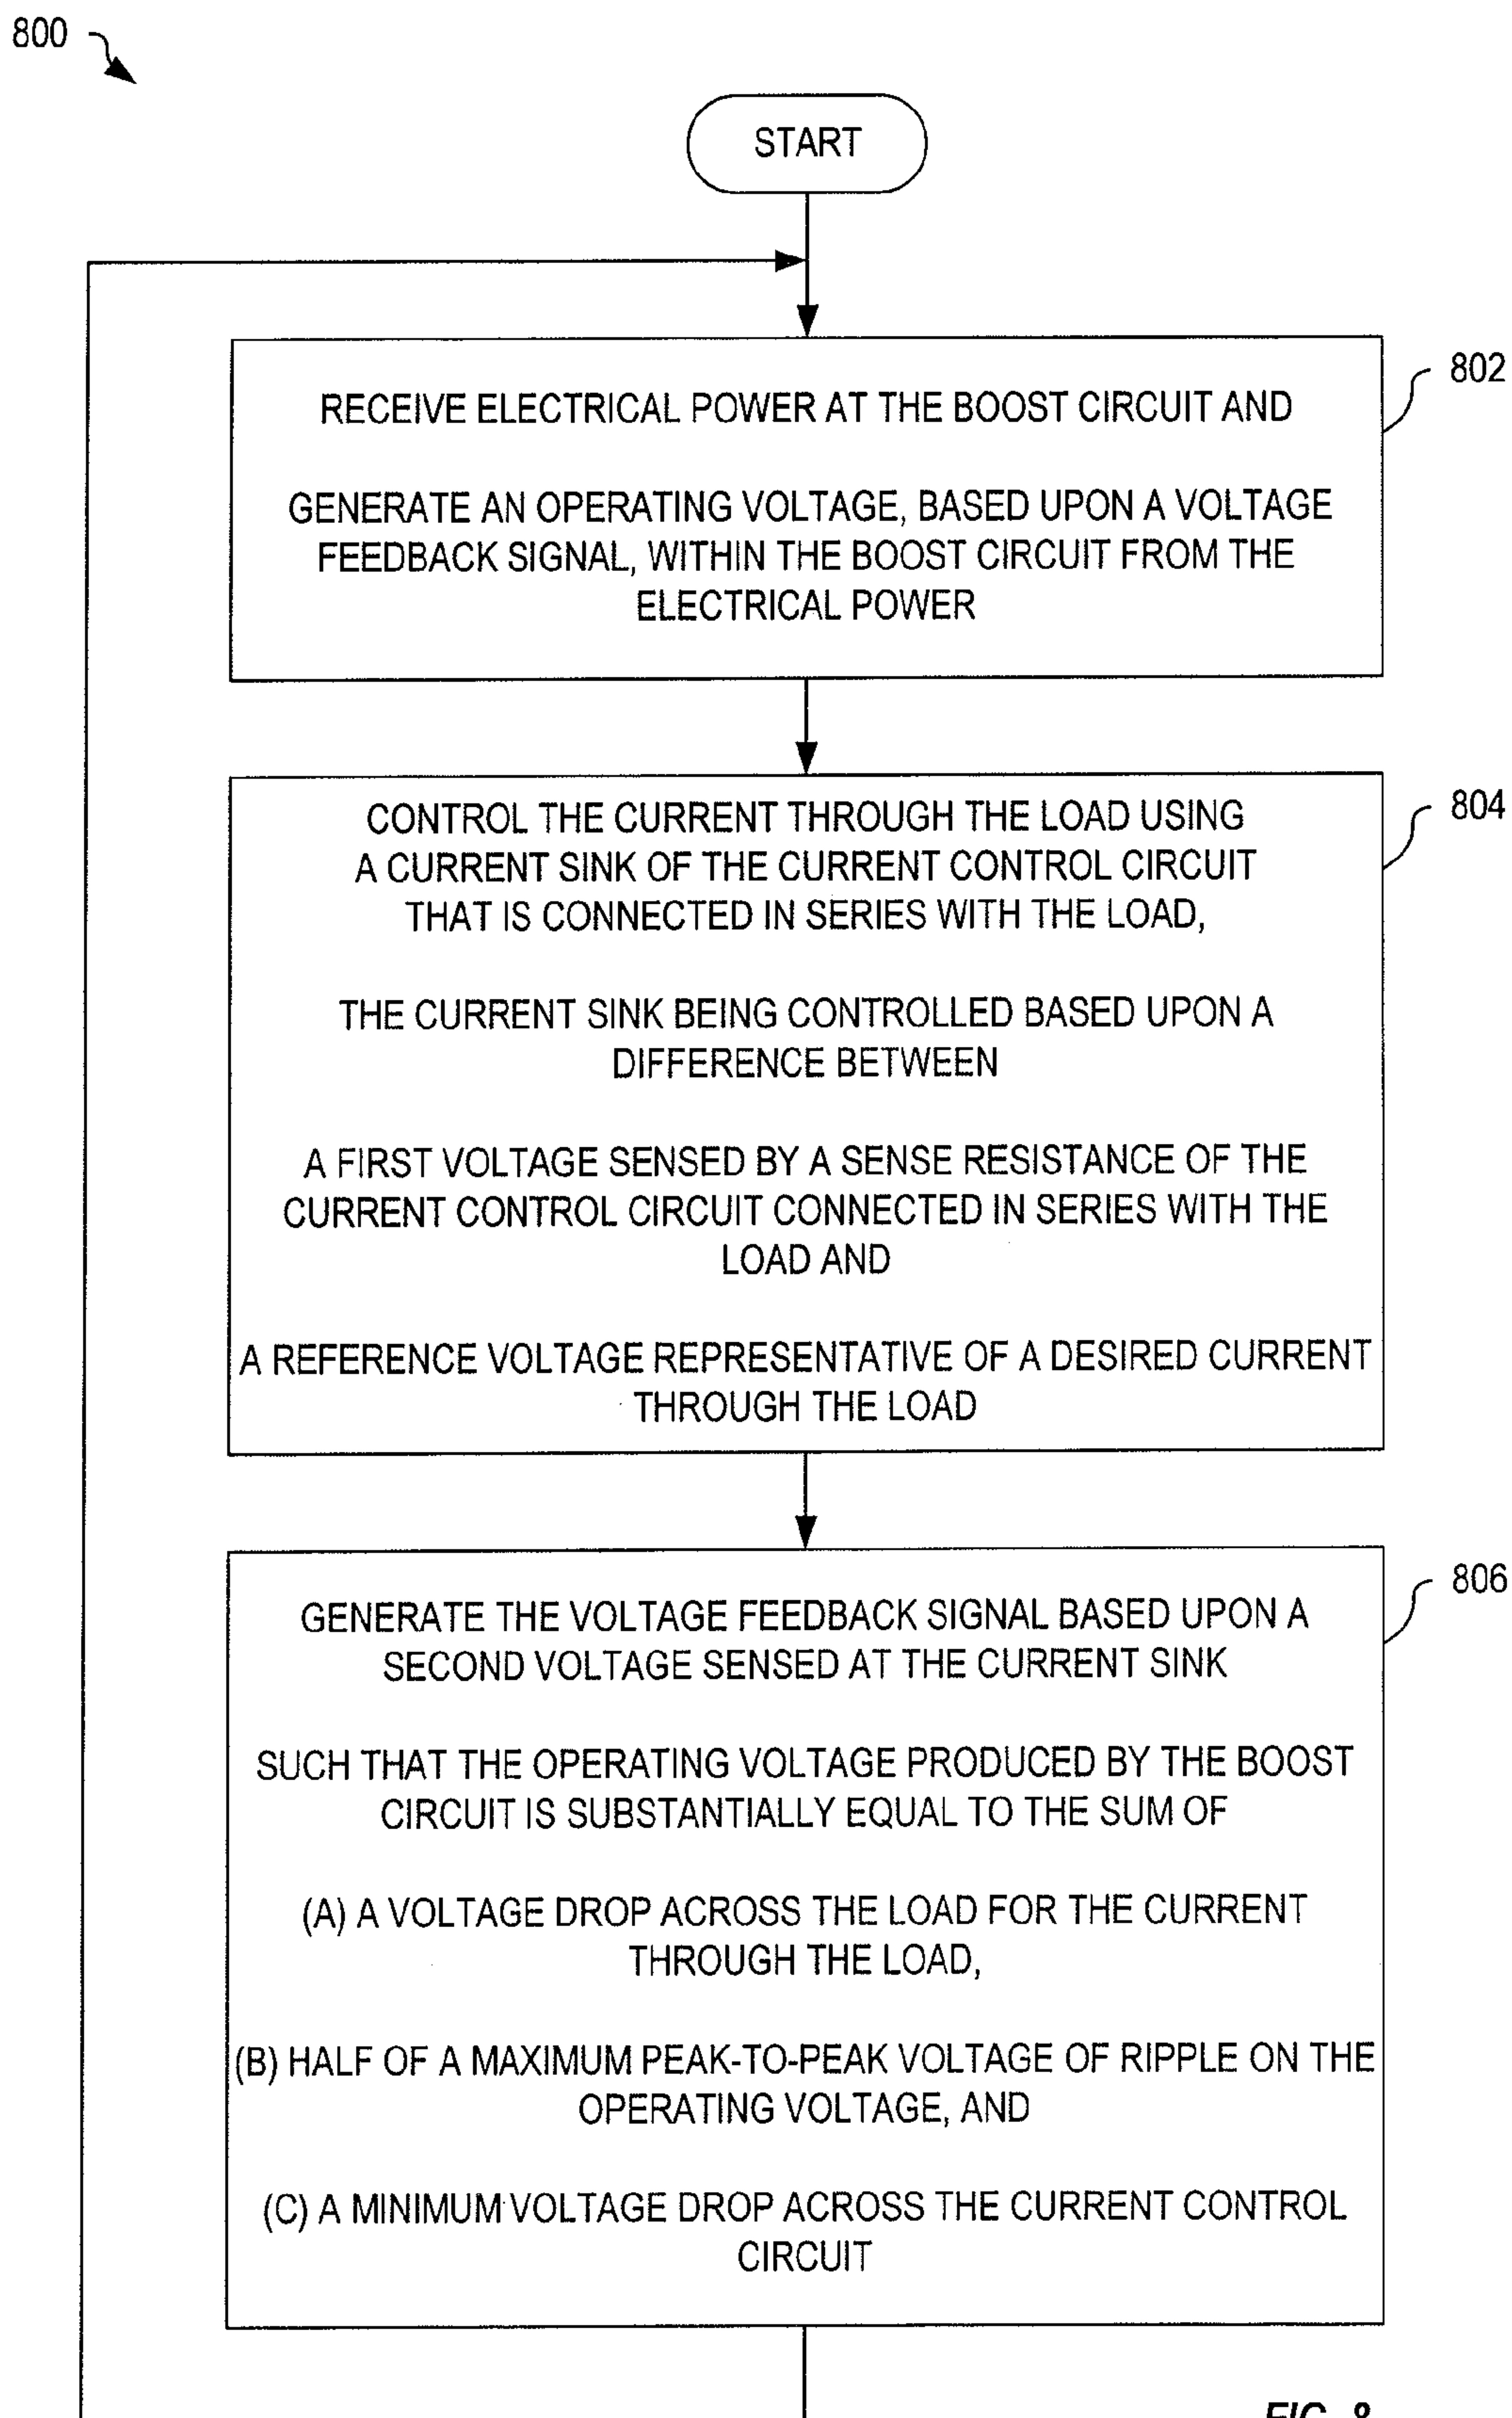 800
START
RECEIVE ELECTRICAL POWER AT THE BOOST CIRCUIT AND
GENERATE AN OPERATING VOLTAGE, BASED UPON A VOLTAGE
FEEDBACK SIGNAL, WITHIN THE BOOST CIRCUIT FROM THE
ELECTRICAL POWER
802
CONTROL THE CURRENT THROUGH THE LOAD USING
A CURRENT SINK OF THE CURRENT CONTROL CIRCUIT
THAT IS CONNECTED IN SERIES WITH THE LOAD,
THE CURRENT SINK BEING CONTROLLED BASED UPON A
DIFFERENCE BETWEEN
A FIRST VOLTAGE SENSED BY A SENSE RESISTANCE OF THE
CURRENT CONTROL CIRCUIT CONNECTED IN SERIES WITH THE
LOAD AND
A REFERENCE VOLTAGE REPRESENTATIVE OF A DESIRED CURRENT
THROUGH THE LOAD
804
GENERATE THE VOLTAGE FEEDBACK SIGNAL BASED UPON A
SECOND VOLTAGE SENSED AT THE CURRENT SINK
SUCH THAT THE OPERATING VOLTAGE PRODUCED BY THE BOOST
CIRCUIT IS SUBSTANTIALLY EQUAL TO THE SUM OF
(A) A VOLTAGE DROP ACROSS THE LOAD FOR THE CURRENT
THROUGH THE LOAD,
(B) HALF OF A MAXIMUM PEAK-TO-PEAK VOLTAGE OF RIPPLE ON THE
OPERATING VOLTAGE, AND
(C) A MINIMUM VOLTAGE DROP ACROSS THE CURRENT CONTROL
CIRCUIT
806
FIG. 8